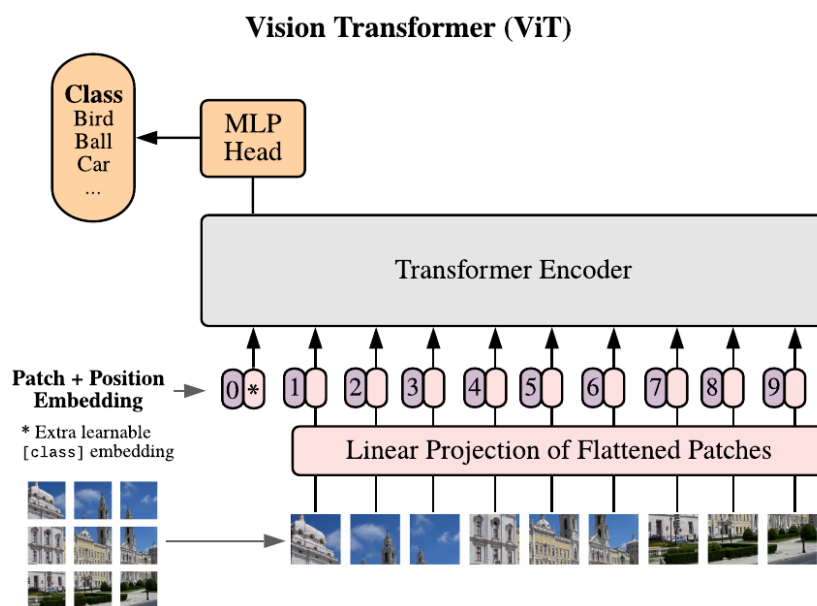 Vision Transformer (ViT)
Class
Bird
Ball
Car
...
MLP
Head
Transformer Encoder
Patch + Position
Embedding
0 * 1 2 3 4 5 6 7 8 9
* Extra learnable
[class] embedding
Linear Projection of Flattened Patches